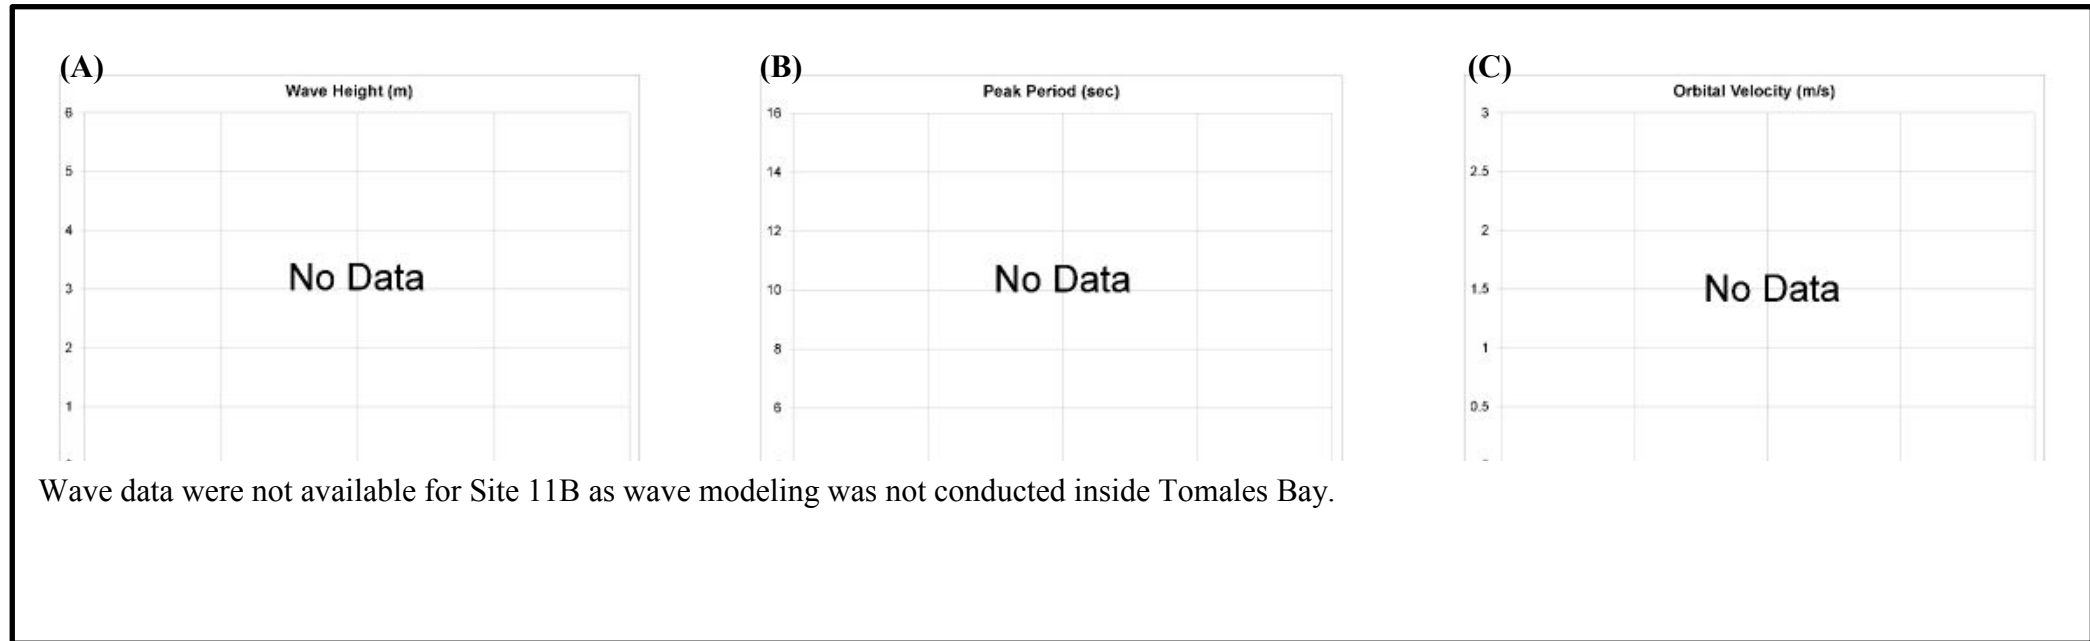 (A)
Wave Height (m)
6
5
4
3
2
1
No Data
(B)
Peak Period (sec)
16
14
12
10
8
6
No Data
(C)
Orbital Velocity (m/s)
3
2.5
2
1.5
1
0.5
No Data
Wave data were not available for Site 11B as wave modeling was not conducted inside Tomales Bay.